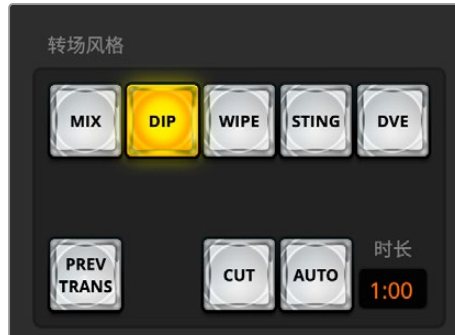 转场风格
MIX
DIP
WIPE
STING
DVE
PREV
TRANS
CUT
AUTO
时长
1:00